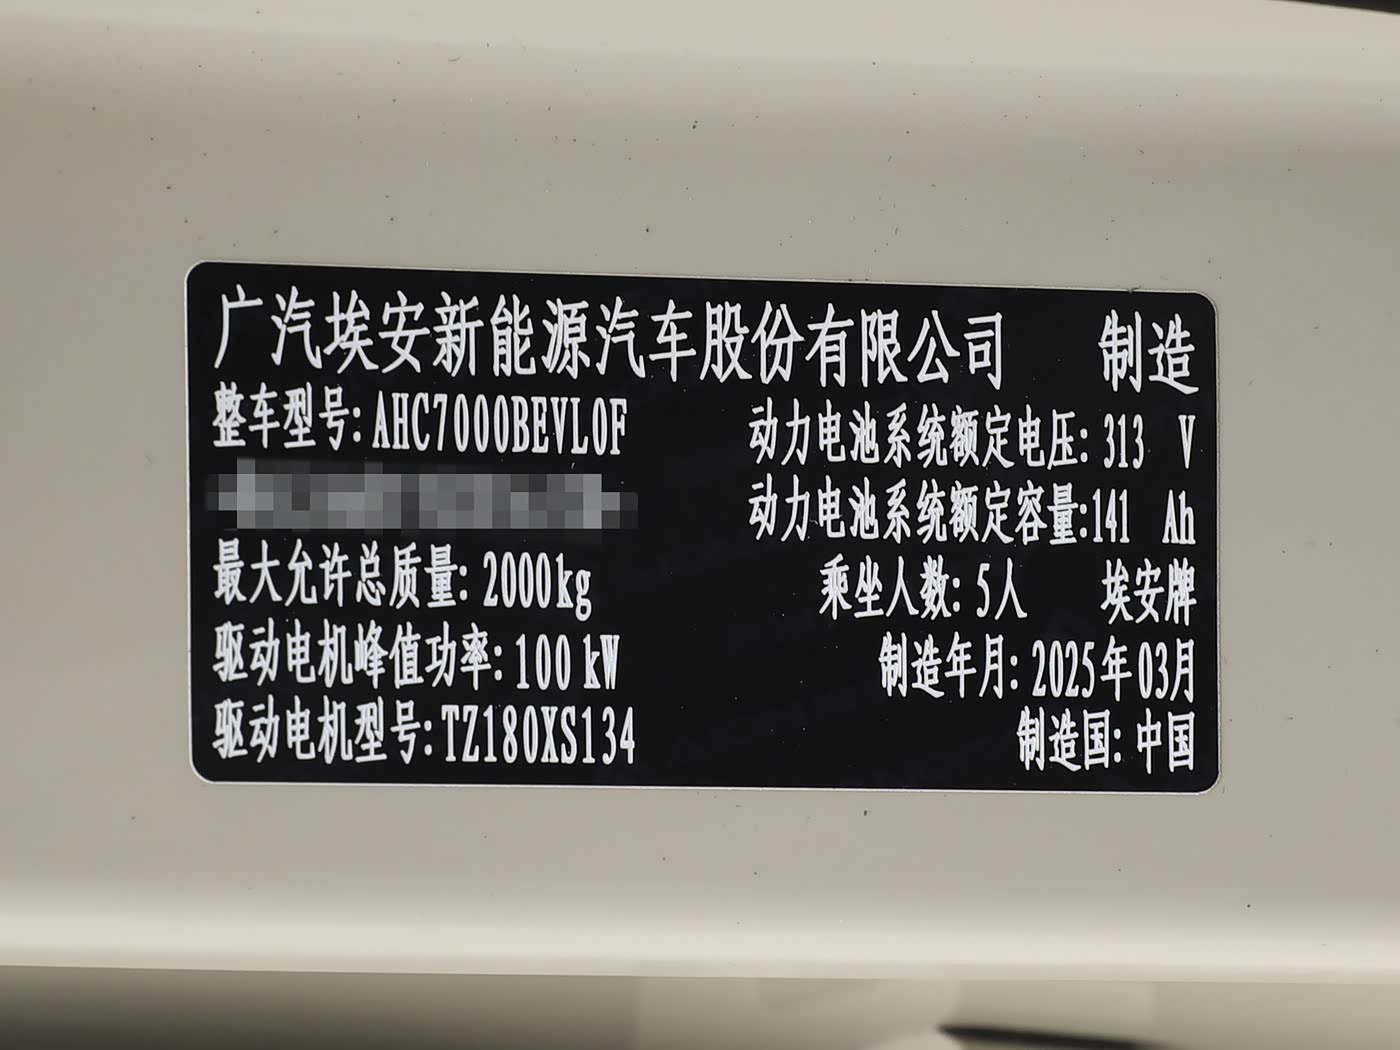 广汽埃安新能源汽车股份有限公司 制造
整车型号: AHC7000BEVL0F 动力电池系统额定电压: 313 V
动力电池系统额定容量:141 Ah
最大允许总质量: 2000kg 乘坐人数: 5人 埃安牌
驱动电机峰值功率: 100 kW 制造年月: 2025年03月
驱动电机型号: TZ180XS134 制造国: 中国